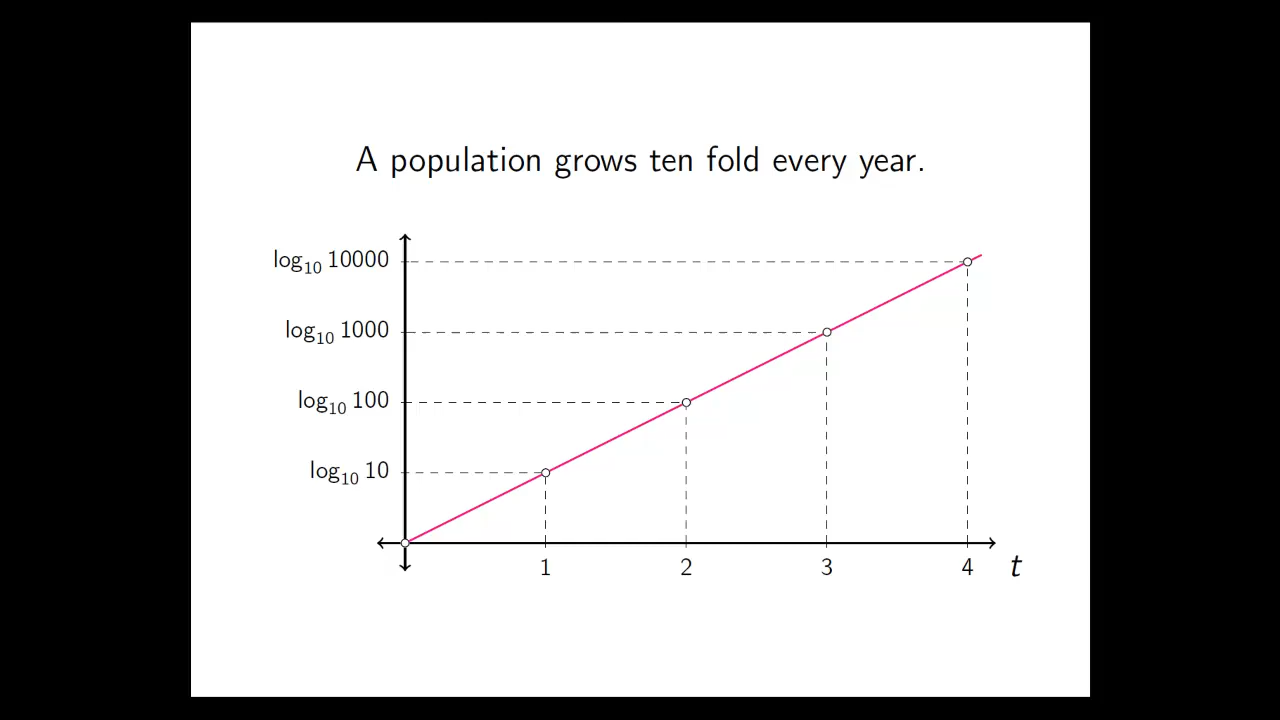 A population grows ten fold every year.
log₁₀ 10000
log₁₀ 1000
log₁₀ 100
log₁₀ 10
1 2 3 4 t